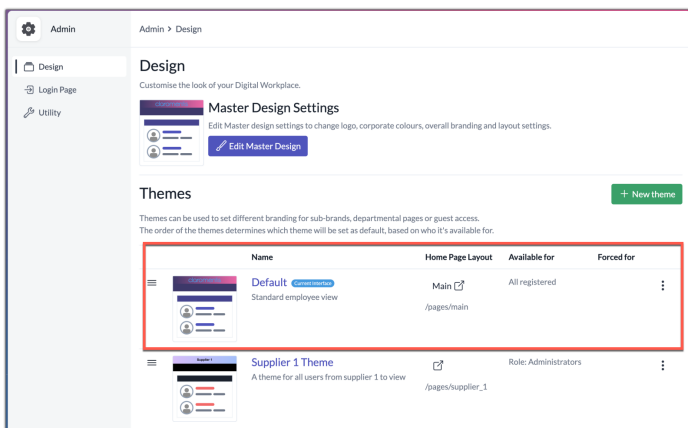 Admin
Admin > Design
Design
Login Page
Utility
Design
Customise the look of your Digital Workplace.
Master Design Settings
Edit Master design settings to change logo, corporate colours, overall branding and layout settings.
Edit Master Design
Themes
+ New theme
Themes can be used to set different branding for sub-brands, departmental pages or guest access.
The order of the themes determines which theme will be set as default, based on who it's available for.
Name Home Page Layout Available for Forced for
Default Current Interface Main All registered
Standard employee view
/pages/main
Supplier 1
Supplier 1 Theme Role: Administrators
A theme for all users from supplier 1 to view
/pages/supplier_1